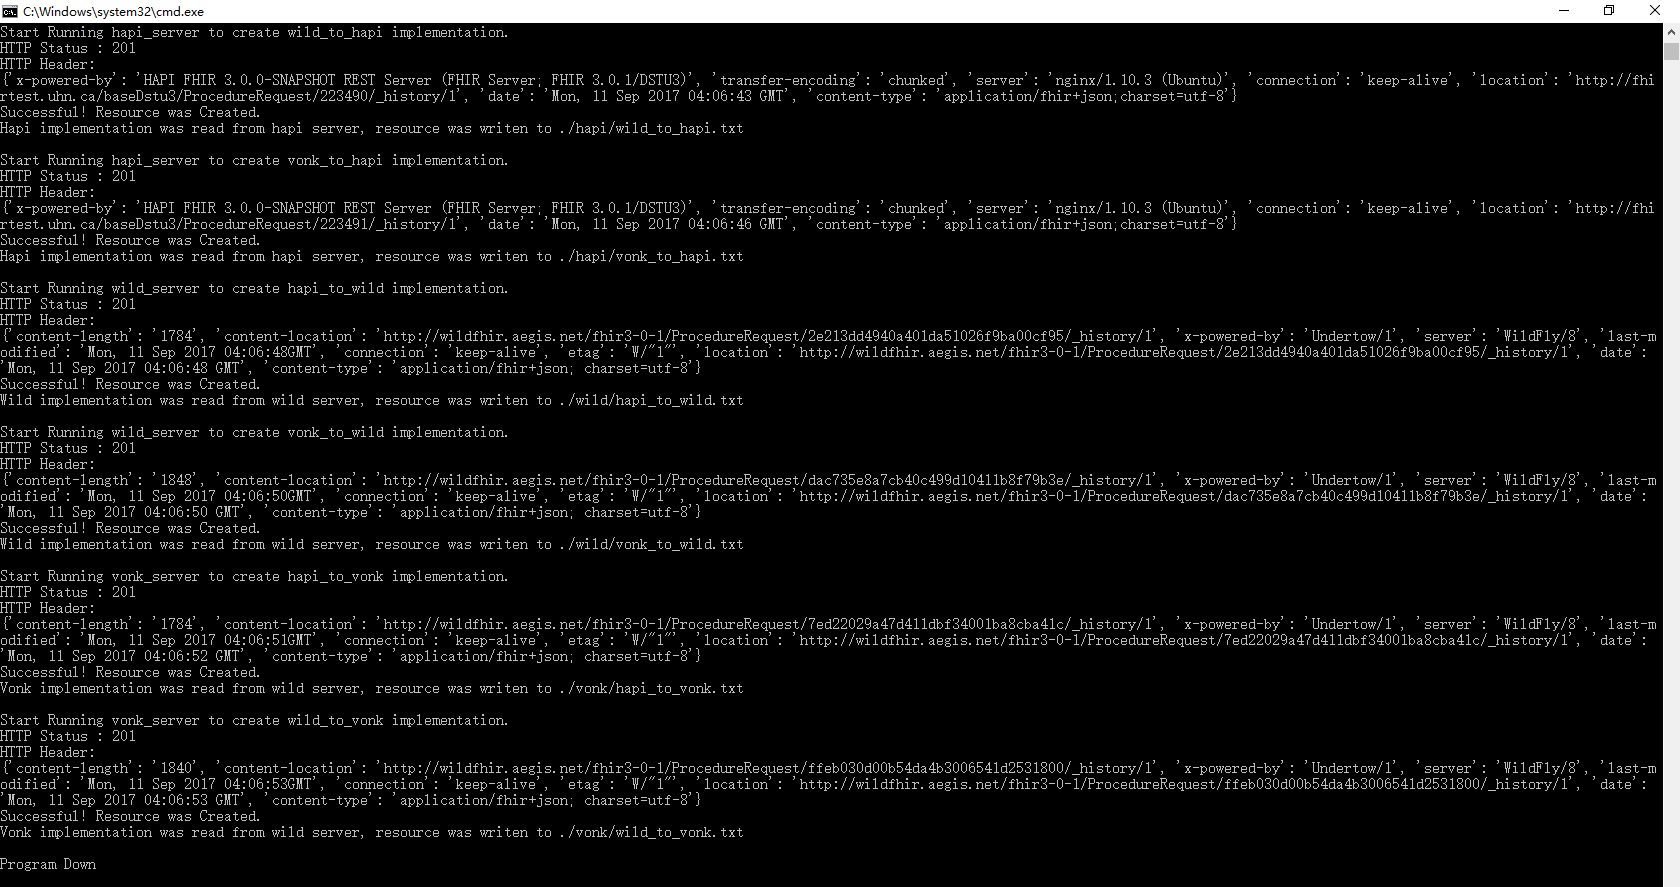 C:\Windows\system32\cmd.exe
Start Running hapi_server to create wild_to_hapi implementation.
HTTP Status : 201
HTTP Header:
{'x-powered-by': 'HAPI FHIR 3.0.0-SNAPSHOT REST Server (FHIR Server; FHIR 3.0.1/DSTU3)', 'transfer-encoding': 'chunked', 'server': 'nginx/1.10.3 (Ubuntu)', 'connection': 'keep-alive', 'location': 'http://fhi
rtest.uhn.ca/baseDstu3/ProcedureRequest/223490/_history/1', 'date': 'Mon, 11 Sep 2017 04:06:43 GMT', 'content-type': 'application/fhir+json;charset=utf-8'}
Successful! Resource was Created.
Hapi implementation was read from hapi server, resource was writen to ./hapi/wild_to_hapi.txt
Start Running hapi_server to create vonk_to_hapi implementation.
HTTP Status : 201
HTTP Header:
{'x-powered-by': 'HAPI FHIR 3.0.0-SNAPSHOT REST Server (FHIR Server; FHIR 3.0.1/DSTU3)', 'transfer-encoding': 'chunked', 'server': 'nginx/1.10.3 (Ubuntu)', 'connection': 'keep-alive', 'location': 'http://fhi
rtest.uhn.ca/baseDstu3/ProcedureRequest/223491/_history/1', 'date': 'Mon, 11 Sep 2017 04:06:46 GMT', 'content-type': 'application/fhir+json;charset=utf-8'}
Successful! Resource was Created.
Hapi implementation was read from hapi server, resource was writen to ./hapi/vonk_to_hapi.txt
Start Running wild_server to create hapi_to_wild implementation.
HTTP Status : 201
HTTP Header:
{'content-length': '1784', 'content-location': 'http://wildfhir.aegis.net/fhir3-0-1/ProcedureRequest/2e213dd4940a401da51026f9ba00cf95/_history/1', 'x-powered-by': 'Undertow/1', 'server': 'WildFly/8', 'last-m
odified': 'Mon, 11 Sep 2017 04:06:48GMT', 'connection': 'keep-alive', 'etag': 'W/"1"', 'location': 'http://wildfhir.aegis.net/fhir3-0-1/ProcedureRequest/2e213dd4940a401da51026f9ba00cf95/_history/1', 'date':
'Mon, 11 Sep 2017 04:06:48 GMT', 'content-type': 'application/fhir+json; charset=utf-8'}
Successful! Resource was Created.
Wild implementation was read from wild server, resource was writen to ./wild/hapi_to_wild.txt
Start Running wild_server to create vonk_to_wild implementation.
HTTP Status : 201
HTTP Header:
{'content-length': '1848', 'content-location': 'http://wildfhir.aegis.net/fhir3-0-1/ProcedureRequest/dac735e8a7cb40c499d10411b8f79b3e/_history/1', 'x-powered-by': 'Undertow/1', 'server': 'WildFly/8', 'last-m
odified': 'Mon, 11 Sep 2017 04:06:50GMT', 'connection': 'keep-alive', 'etag': 'W/"1"', 'location': 'http://wildfhir.aegis.net/fhir3-0-1/ProcedureRequest/dac735e8a7cb40c499d10411b8f79b3e/_history/1', 'date':
'Mon, 11 Sep 2017 04:06:50 GMT', 'content-type': 'application/fhir+json; charset=utf-8'}
Successful! Resource was Created.
Wild implementation was read from wild server, resource was writen to ./wild/vonk_to_wild.txt
Start Running vonk_server to create hapi_to_vonk implementation.
HTTP Status : 201
HTTP Header:
{'content-length': '1784', 'content-location': 'http://wildfhir.aegis.net/fhir3-0-1/ProcedureRequest/7ed22029a47d411dbf34001ba8cba41c/_history/1', 'x-powered-by': 'Undertow/1', 'server': 'WildFly/8', 'last-m
odified': 'Mon, 11 Sep 2017 04:06:51GMT', 'connection': 'keep-alive', 'etag': 'W/"1"', 'location': 'http://wildfhir.aegis.net/fhir3-0-1/ProcedureRequest/7ed22029a47d411dbf34001ba8cba41c/_history/1', 'date':
'Mon, 11 Sep 2017 04:06:52 GMT', 'content-type': 'application/fhir+json; charset=utf-8'}
Successful! Resource was Created.
Vonk implementation was read from wild server, resource was writen to ./vonk/hapi_to_vonk.txt
Start Running vonk_server to create wild_to_vonk implementation.
HTTP Status : 201
HTTP Header:
{'content-length': '1840', 'content-location': 'http://wildfhir.aegis.net/fhir3-0-1/ProcedureRequest/ffeb030d00b54da4b3006541d2531800/_history/1', 'x-powered-by': 'Undertow/1', 'server': 'WildFly/8', 'last-m
odified': 'Mon, 11 Sep 2017 04:06:53GMT', 'connection': 'keep-alive', 'etag': 'W/"1"', 'location': 'http://wildfhir.aegis.net/fhir3-0-1/ProcedureRequest/ffeb030d00b54da4b3006541d2531800/_history/1', 'date':
'Mon, 11 Sep 2017 04:06:53 GMT', 'content-type': 'application/fhir+json; charset=utf-8'}
Successful! Resource was Created.
Vonk implementation was read from wild server, resource was writen to ./vonk/wild_to_vonk.txt
Program Down